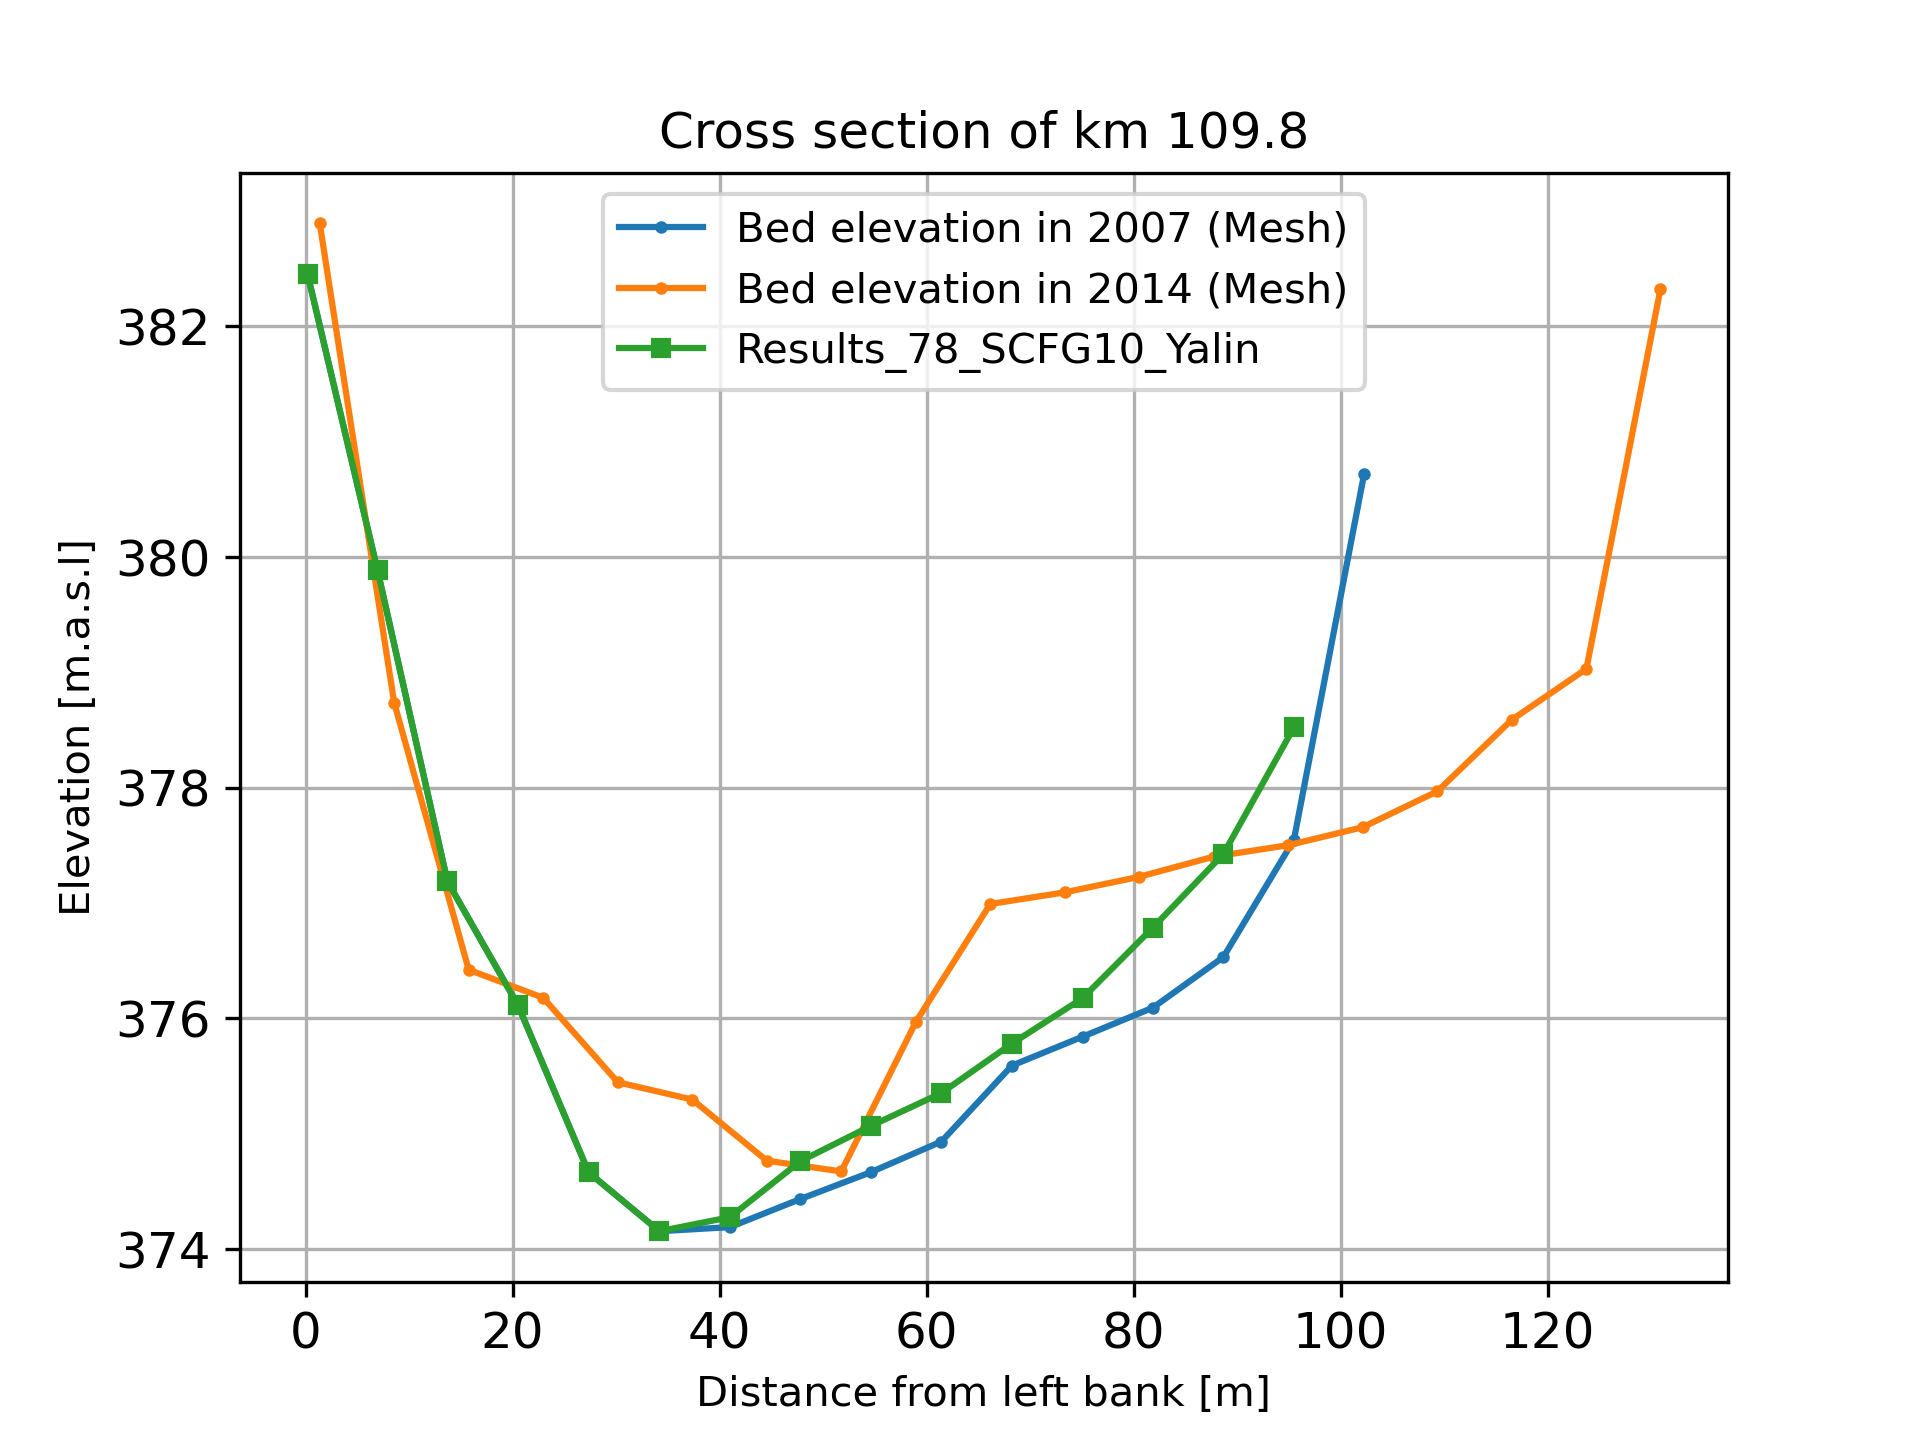 Cross section of km 109.8
Bed elevation in 2007 (Mesh)
Bed elevation in 2014 (Mesh)
Results_78_SCFG10_Yalin
Elevation [m.a.s.l]
382
380
378
376
374
0 20 40 60 80 100 120
Distance from left bank [m]